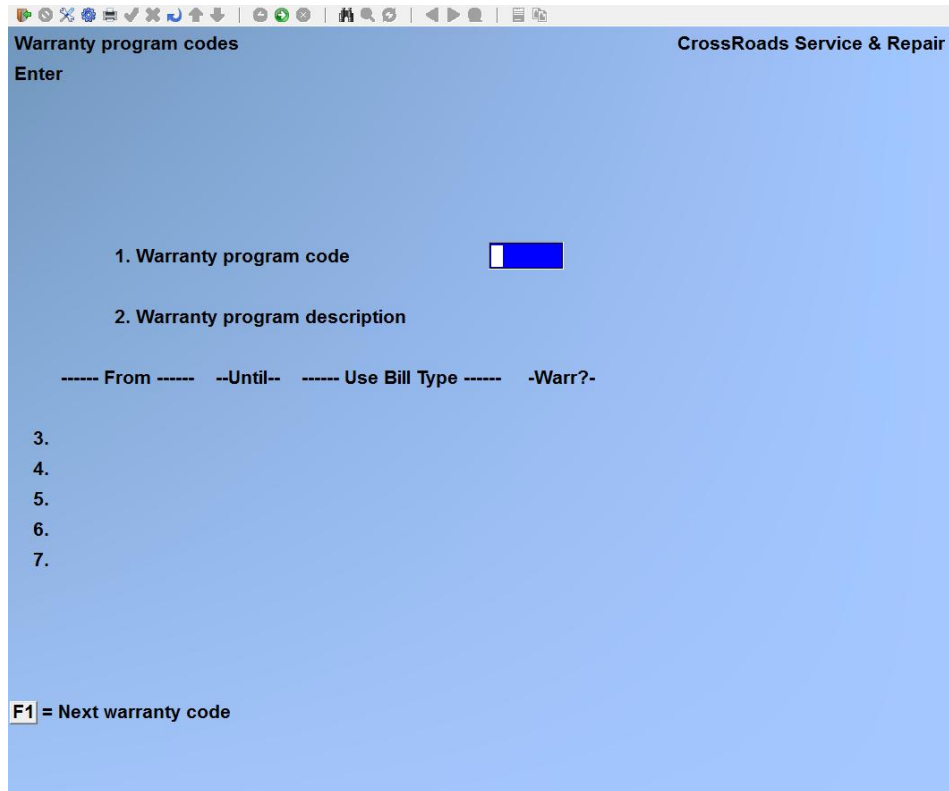 Warranty program codes CrossRoads Service & Repair
Enter
1. Warranty program code
2. Warranty program description
------ From ------ --Until-- ------ Use Bill Type ------ -Warr?-
3.
4.
5.
6.
7.
F1 = Next warranty code